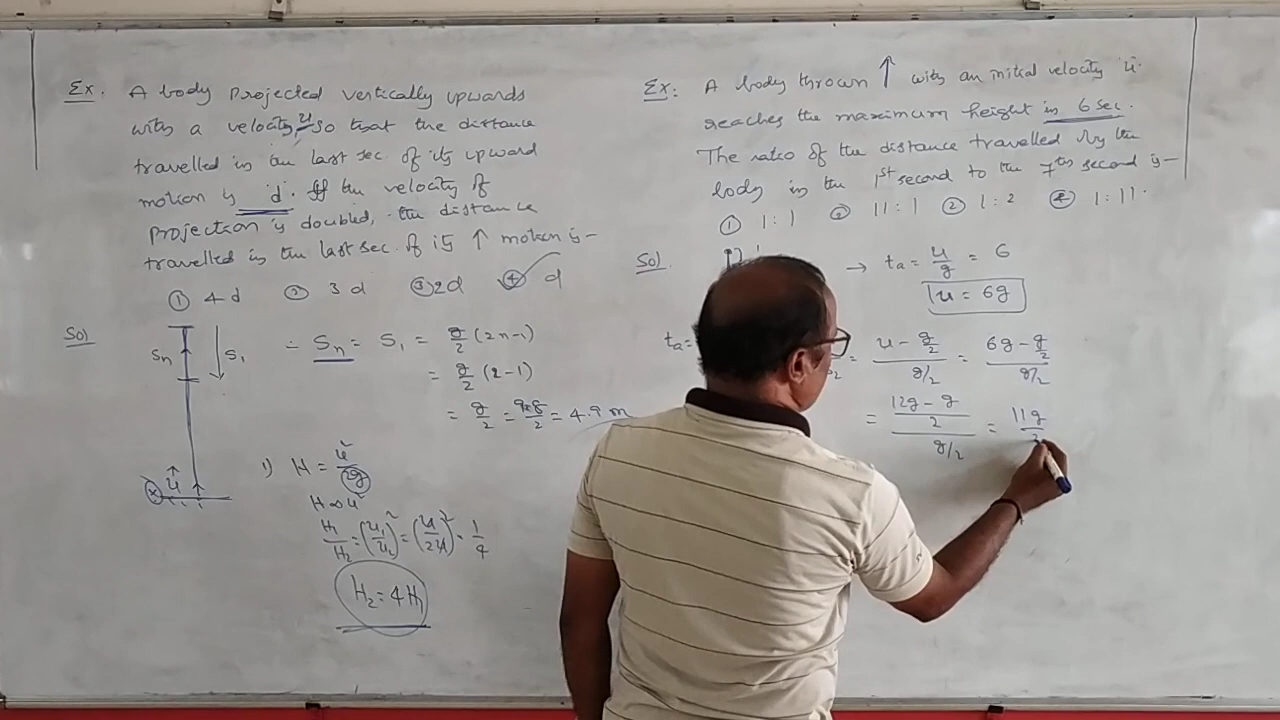 Ex. A body projected vertically upwards
with a velocity u so that the distance
travelled in the last sec. of its upward
motion is 'd'. If the velocity of
projection is doubled, the distance
travelled in the last sec. of its ↑ motion is—
① 4d ② 3d ③ 2d ④ d
Sol
Sn S1
u
∴ Sn = S1 = g/2 (2n-1)
= g/2 (2-1)
= g/2 = 9.8/2 = 4.9 m
1) H = u²/2g
H ∝ u²
H1/H2 = (u1/u2)² = (u/2u)² = 1/4
H2 = 4H1
Ex: A body thrown ↑ with an initial velocity 'u'
reaches the maximum height in 6 sec.
The ratio of the distance travelled by the
body in the 1st second to the 7th second is—
① 1:1 ② 11:1 ② 1:2 ④ 1:11.
Sol.
→ ta = u/g = 6
u = 6g
ta =
= (u - g/2)/(g/2) = (6g - g/2)/(g/2)
= ((12g - g)/2)/(g/2) = 11g/2